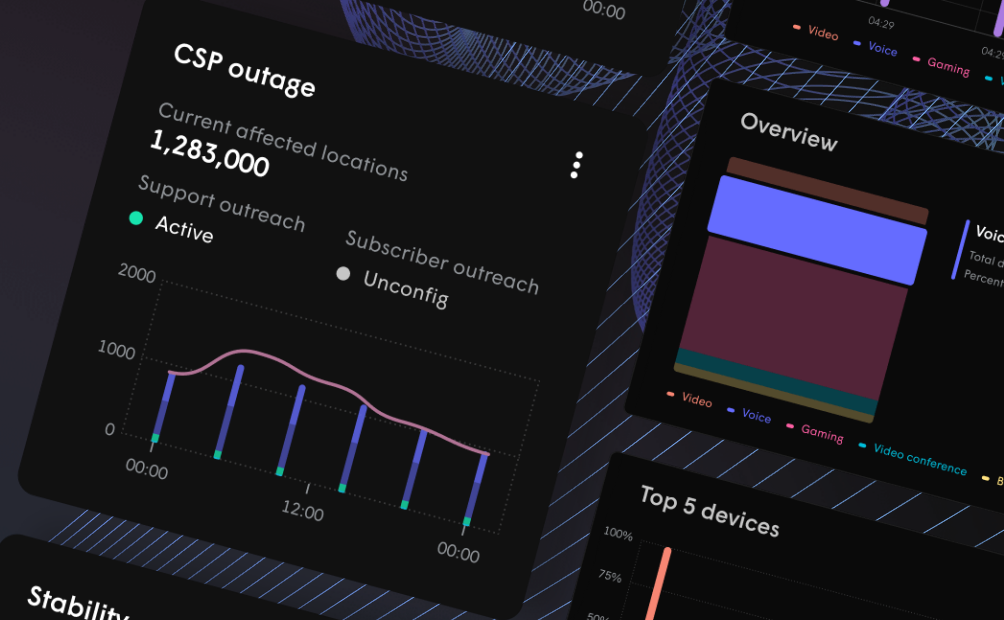 00:00
04:29
Video
Voice
Gaming
CSP outage
Current affected locations
1,283,000
Support outreach
Active
Subscriber outreach
Unconfig
2000
1000
0
00:00
12:00
00:00
Overview
Total
Video
Voice
Gaming
Video conference
Top 5 devices
100%
75%
Stability